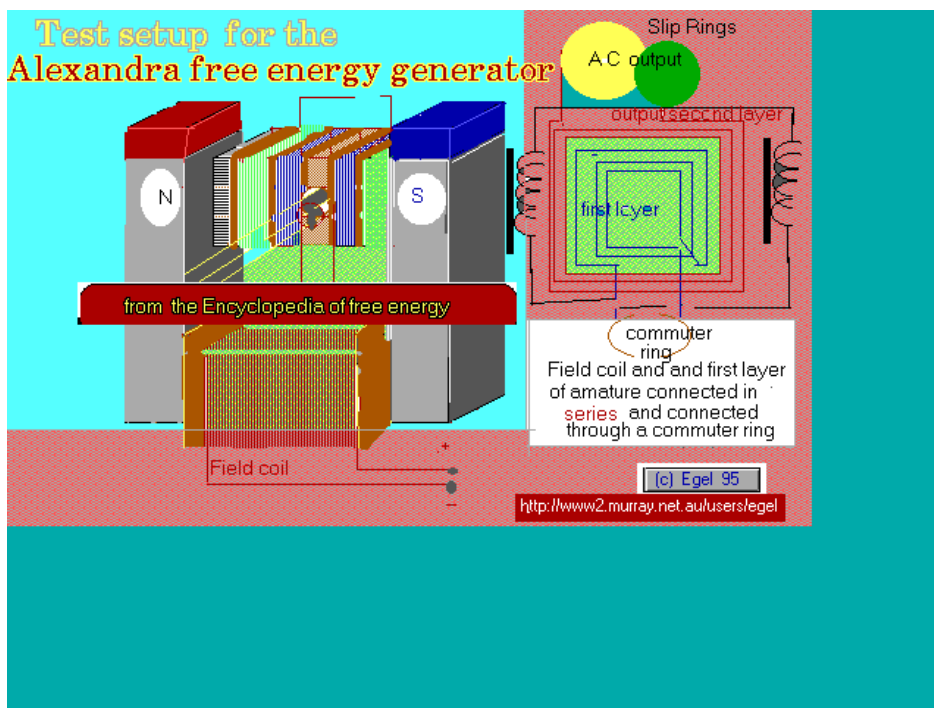 Test setup for the
Alexandra free energy generator
Slip Rings
A.C output
output second layer
N
S
first lcyer
from the Encyclopedia of free energy
commuter
ring
Field coil and and first layer
of amature connected in
series and connected
through a commuter ring
+
Field coil
--
(c) Egel 95
http://www2.murray.net.au/users/egel